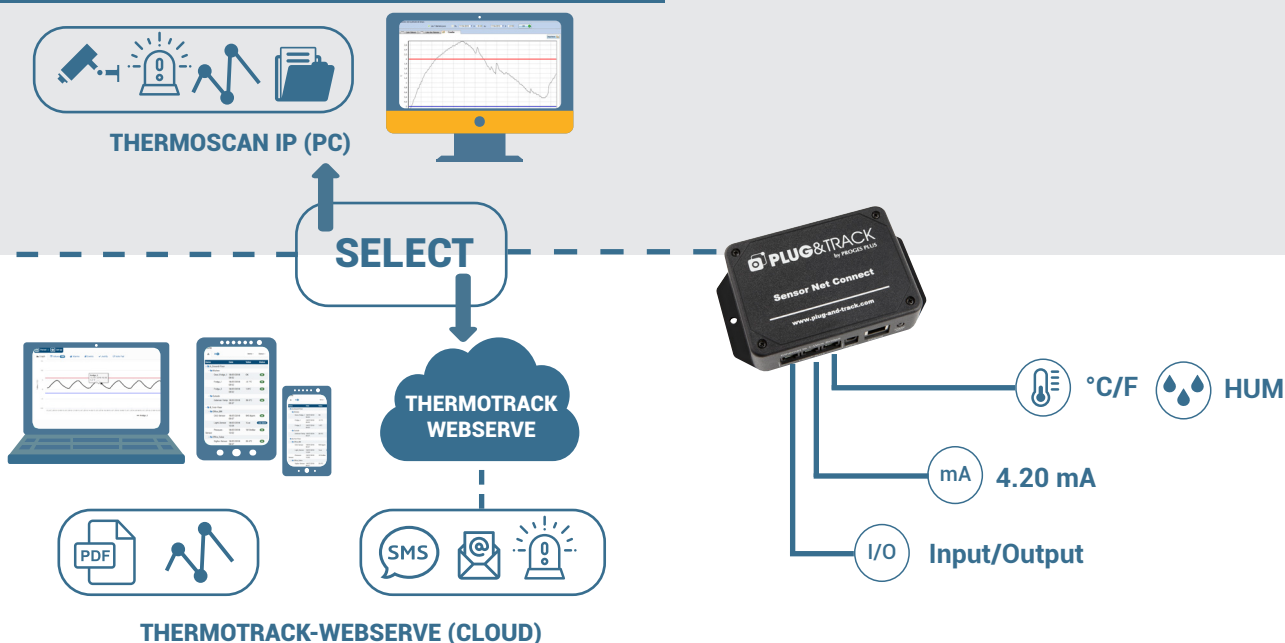 THERMOSCAN IP (PC)
SELECT
PLUG&TRACK
by PROGES PLUS
Sensor Net Connect
www.plug-and-track.com
°C/F
HUM
THERMOTRACK
WEBSERVE
mA
4.20 mA
PDF
SMS
@
I/O
Input/Output
THERMOTRACK-WEBSERVE (CLOUD)